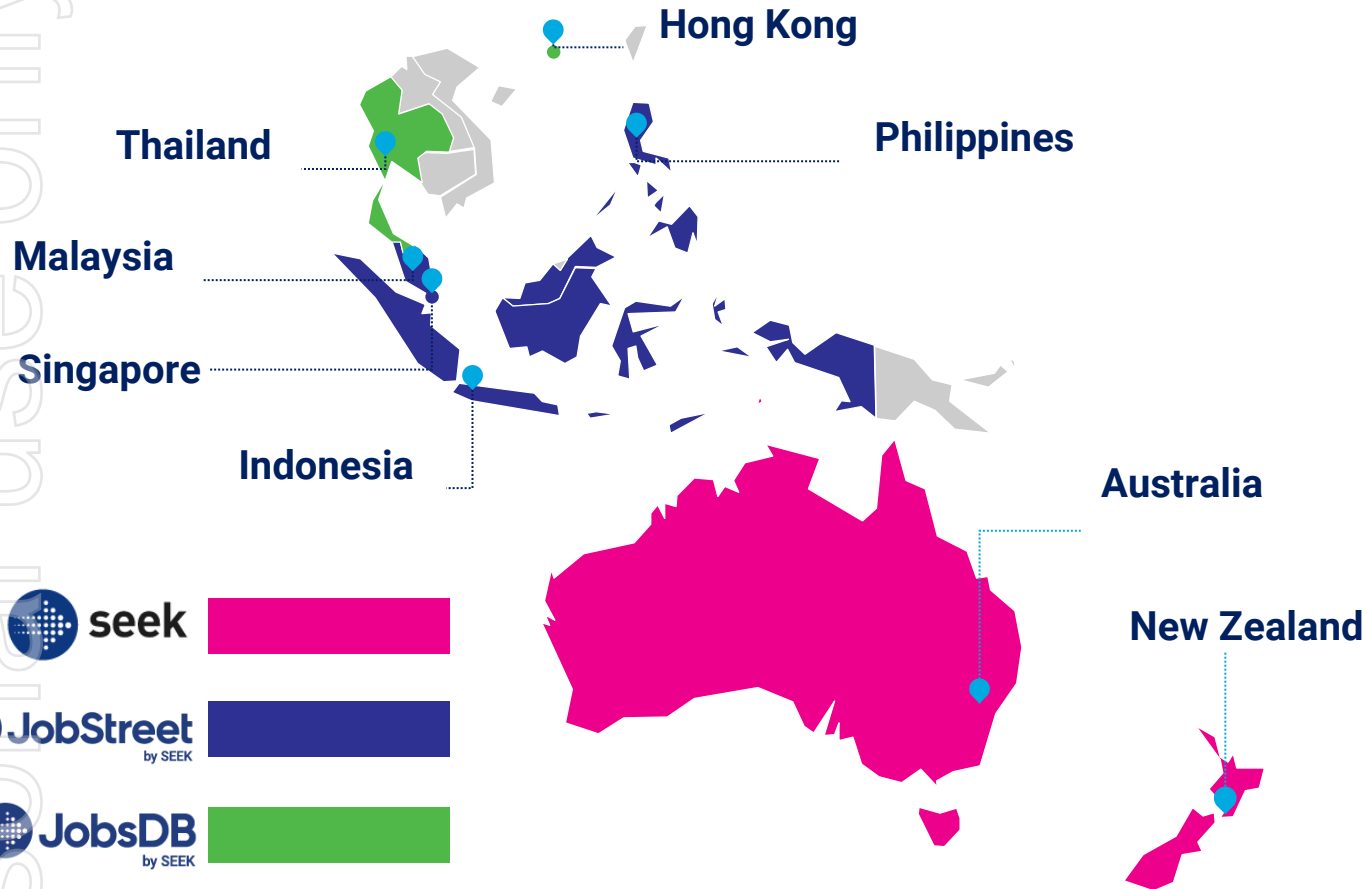 Hong Kong
Philippines
Thailand
Malaysia
Singapore
Indonesia
Australia
New Zealand
seek
JobStreet
by SEEK
JobsDB
by SEEK